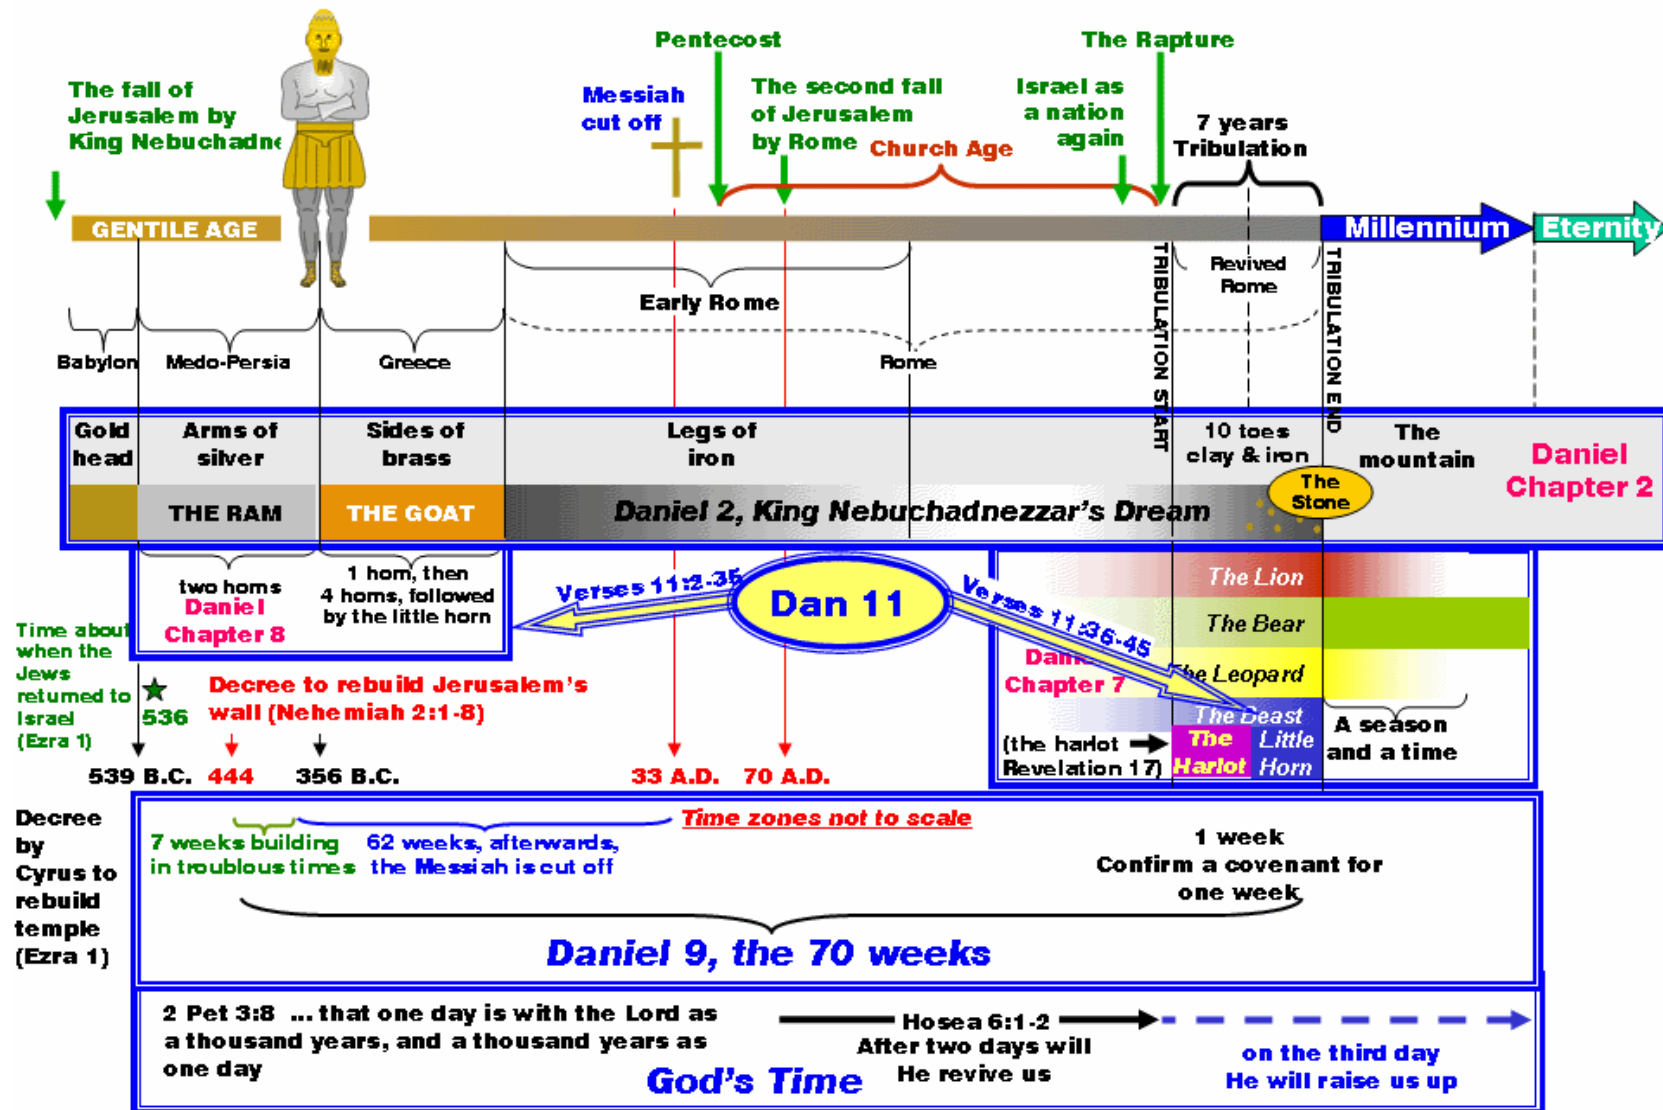 Pentecost
The Rapture
The fall of
Jerusalem by
King Nebuchadne
Messiah
cut off
The second fall
of Jerusalem
by Rome
Church Age
Israel as
a nation
again
7 years
Tribulation
GENTILE AGE
Millennium
Eternity
Early Rome
Revived
Rome
TRIBULATION START
TRIBULATION END
Babylon
Medo-Persia
Greece
Rome
Gold
head
Arms of
silver
Sides of
brass
Legs of
iron
10 toes
clay & iron
The
mountain
Daniel
Chapter 2
The
Stone
THE RAM
THE GOAT
Daniel 2, King Nebuchadnezzar's Dream
two horns
Daniel
Chapter 8
1 horn, then
4 horns, followed
by the little horn
Verses 11:2-35
Dan 11
Verses 11:36-45
The Lion
The Bear
The Leopard
The Beast
Chapter 7
(the harlot
Revelation 17)
The
Harlot
Little
Horn
A season
and a time
Time about
when the
Jews
returned to
Israel
(Ezra 1)
536
Decree to rebuild Jerusalem's
wall (Nehemiah 2:1-8)
539 B.C.
444
356 B.C.
33 A.D.
70 A.D.
Decree
by
Cyrus to
rebuild
temple
(Ezra 1)
7 weeks building
in troublous times
62 weeks, afterwards,
the Messiah is cut off
Time zones not to scale
1 week
Confirm a covenant for
one week
Daniel 9, the 70 weeks
2 Pet 3:8 ... that one day is with the Lord as
a thousand years, and a thousand years as
one day
God's Time
Hosea 6:1-2
After two days will
He revive us
on the third day
He will raise us up